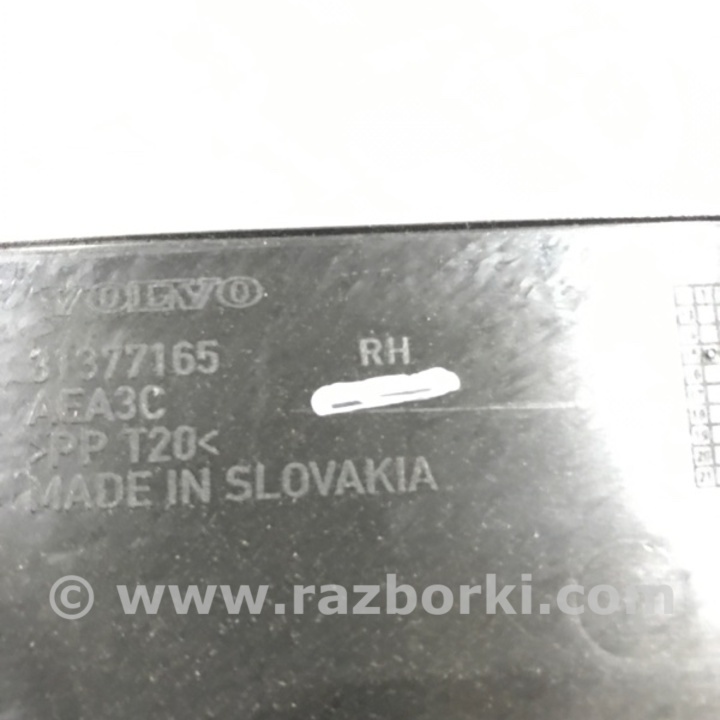 VOLVO
31377165 RH
AEA3C
>PP T20<
MADE IN SLOVAKIA
© www.razborki.com